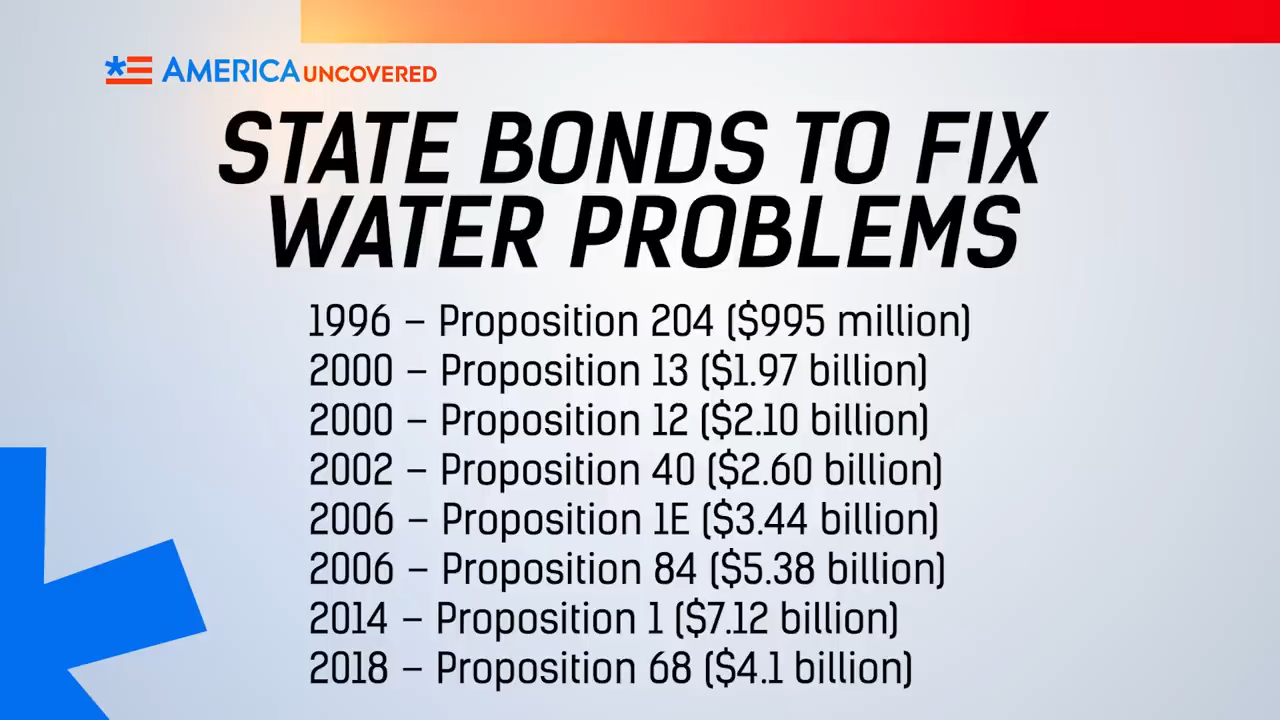 AMERICA UNCOVERED
STATE BONDS TO FIX
WATER PROBLEMS
1996 – Proposition 204 ($995 million)
2000 – Proposition 13 ($1.97 billion)
2000 – Proposition 12 ($2.10 billion)
2002 – Proposition 40 ($2.60 billion)
2006 – Proposition 1E ($3.44 billion)
2006 – Proposition 84 ($5.38 billion)
2014 – Proposition 1 ($7.12 billion)
2018 – Proposition 68 ($4.1 billion)